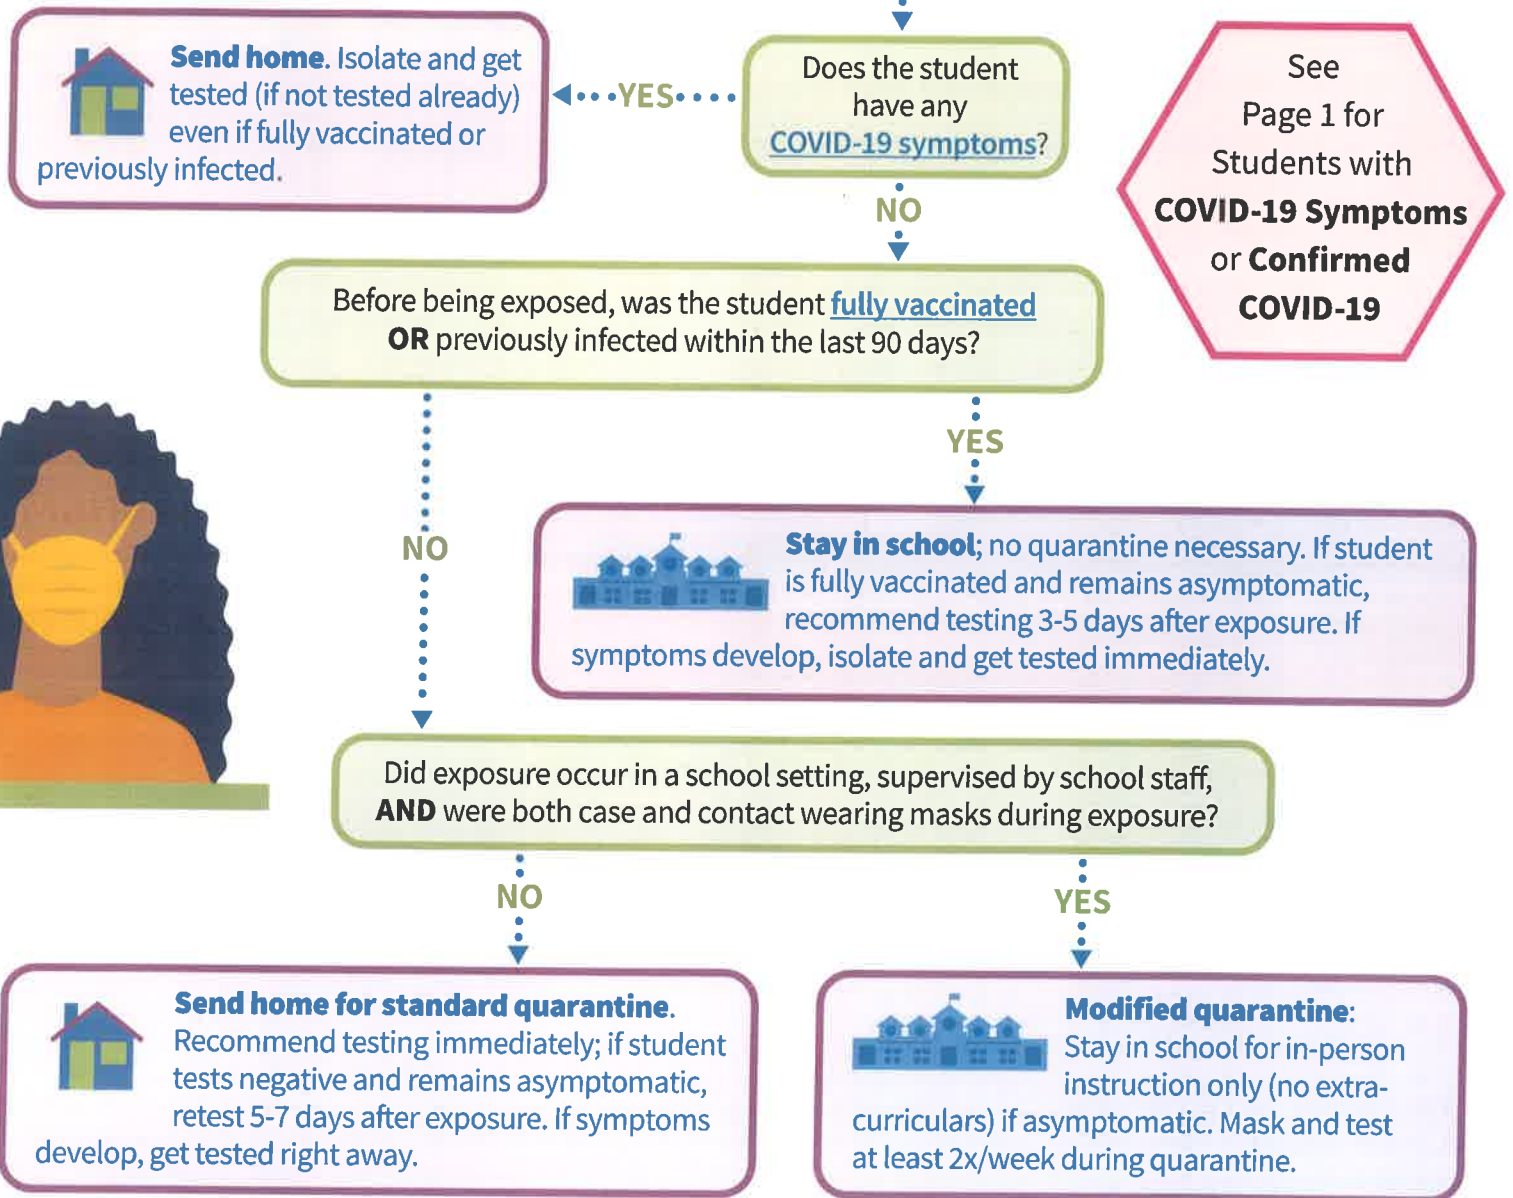 Send home. Isolate and get
tested (if not tested already)
even if fully vaccinated or
previously infected.
YES
Does the student
have any
COVID-19 symptoms?
See
Page 1 for
Students with
COVID-19 Symptoms
or Confirmed
COVID-19
NO
Before being exposed, was the student fully vaccinated
OR previously infected within the last 90 days?
YES
NO
Stay in school; no quarantine necessary. If student
is fully vaccinated and remains asymptomatic,
recommend testing 3-5 days after exposure. If
symptoms develop, isolate and get tested immediately.
Did exposure occur in a school setting, supervised by school staff,
AND were both case and contact wearing masks during exposure?
NO
YES
Send home for standard quarantine.
Recommend testing immediately; if student
tests negative and remains asymptomatic,
retest 5-7 days after exposure. If symptoms
develop, get tested right away.
Modified quarantine:
Stay in school for in-person
instruction only (no extra-
curriculars) if asymptomatic. Mask and test
at least 2x/week during quarantine.